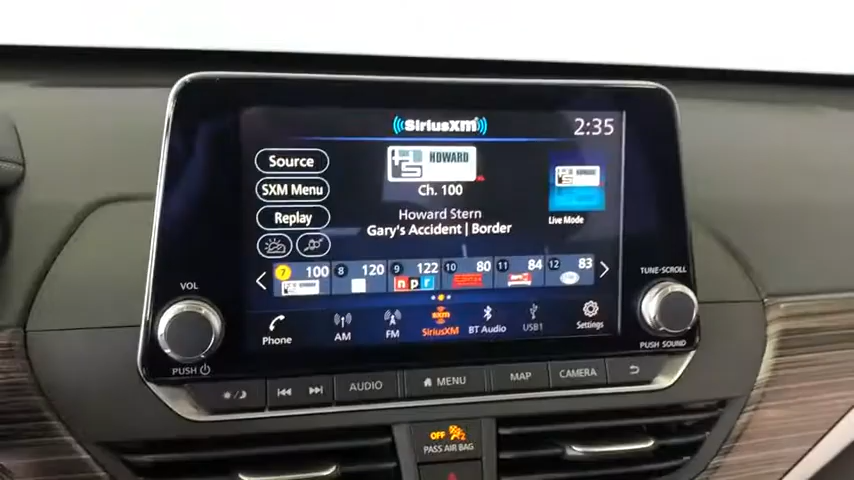 SiriusXM
2:35
Source
HOWARD
Ch. 100
SXM Menu
Howard Stern
Replay
Gary's Accident | Border
Live Mode
7 100
8 120
9 122
10 80
11 84
12 83
npr
VOL
TUNE·SCROLL
Phone
AM
FM
SiriusXM
BT Audio
USB1
Settings
PUSH
PUSH SOUND
AUDIO
MENU
MAP
CAMERA
OFF 2
PASS AIR BAG